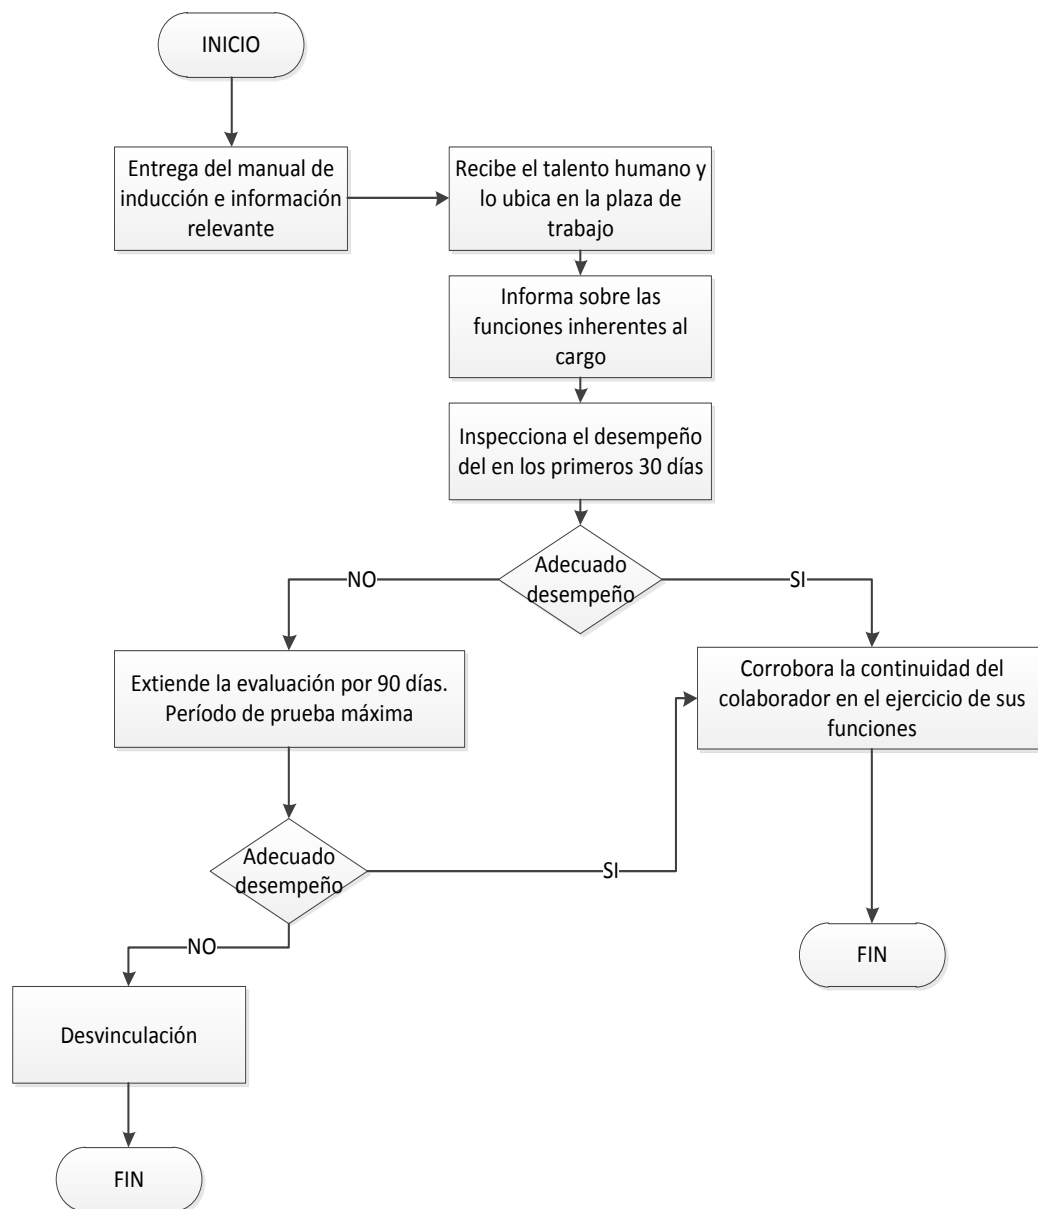 INICIO
Entrega del manual de
inducción e información
relevante
Recibe el talento humano y
lo ubica en la plaza de
trabajo
Informa sobre las
funciones inherentes al
cargo
Inspecciona el desempeño
del en los primeros 30 días
Adecuado
desempeño
NO
SI
Extiende la evaluación por 90 días.
Período de prueba máxima
Corrobora la continuidad del
colaborador en el ejercicio de sus
funciones
Adecuado
desempeño
SI
NO
FIN
Desvinculación
FIN